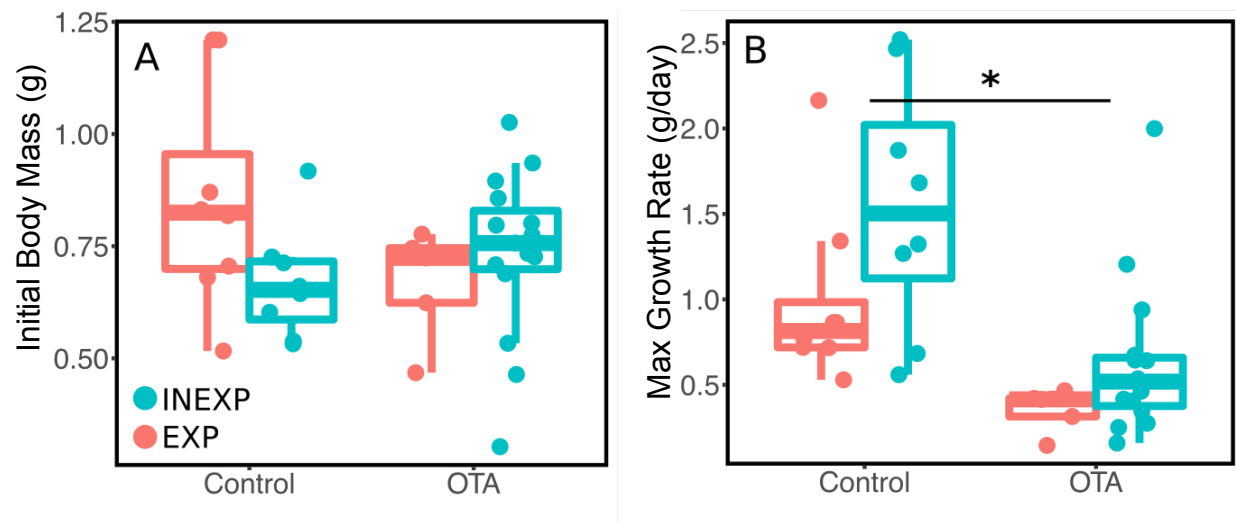 A
Initial Body Mass (g)
1.25
1.00
0.75
0.50
INEXP
EXP
Control
OTA
B
*
Max Growth Rate (g/day)
2.5
2.0
1.5
1.0
0.5
Control
OTA